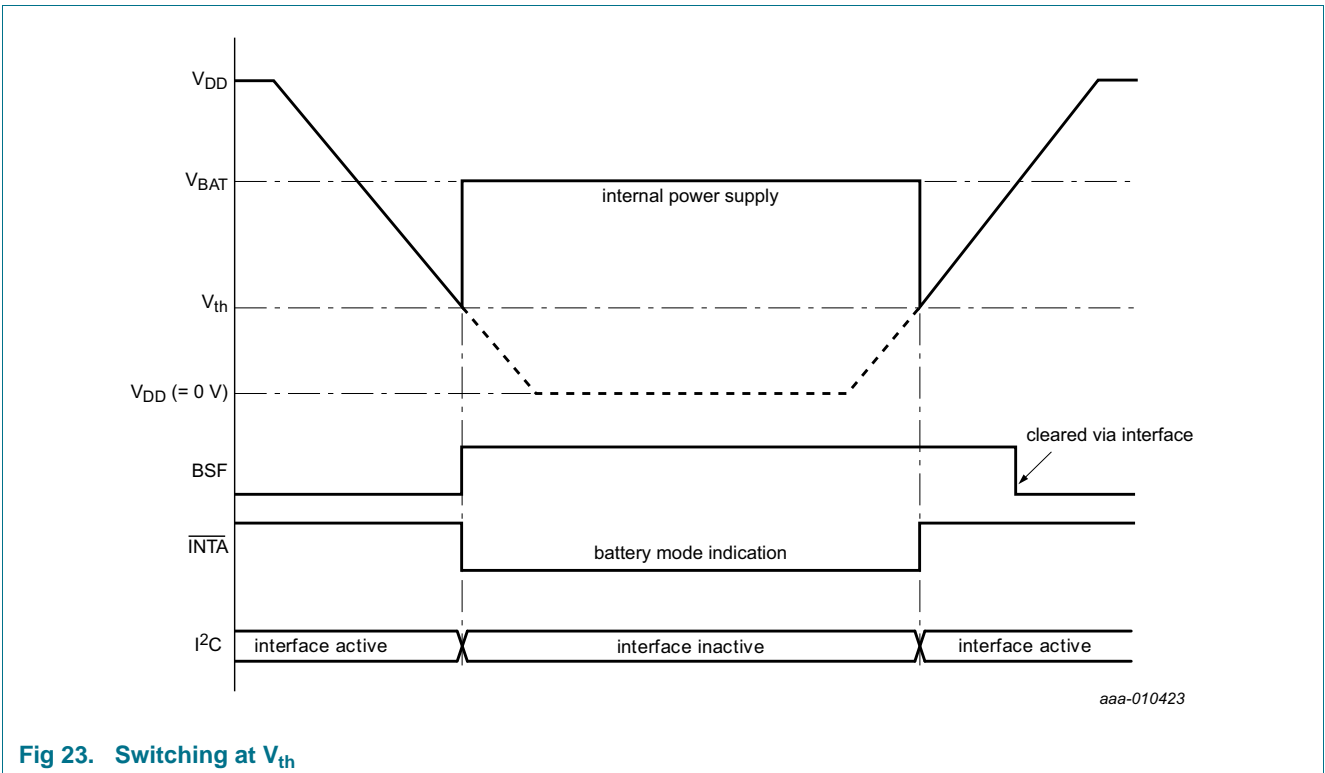 VDD
VBAT
internal power supply
Vth
VDD (= 0 V)
cleared via interface
BSF
INTA
battery mode indication
I2C
interface active
interface inactive
interface active
aaa-010423
Fig 23. Switching at Vth